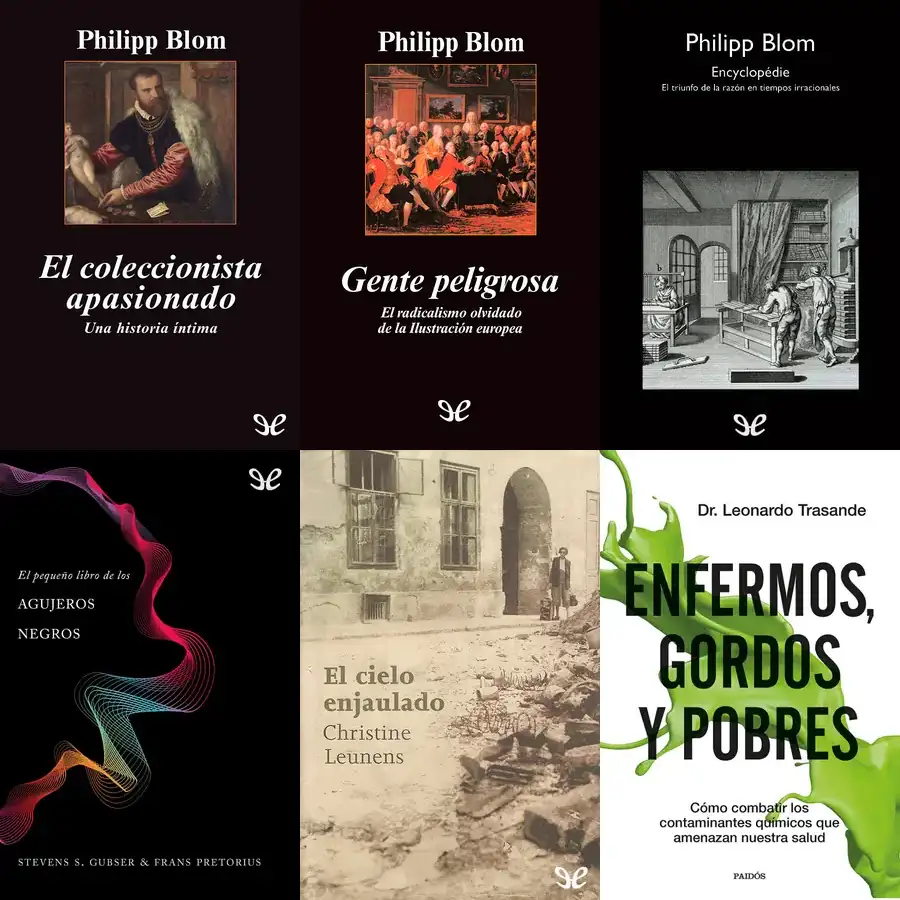 Philipp Blom
El coleccionista
apasionado
Una historia íntima
Philipp Blom
Gente peligrosa
El radicalismo olvidado
de la Ilustración europea
Philipp Blom
Encyclopédie
El triunfo de la razón en tiempos irracionales
El pequeño libro de los
AGUJEROS
NEGROS
STEVENS S. GUBSER & FRANS PRETORIUS
El cielo
enjaulado
Christine
Leunens
Dr. Leonardo Trasande
ENFERMOS,
GORDOS
Y POBRES
Cómo combatir los
contaminantes químicos que
amenazan nuestra salud
PAIDÓS